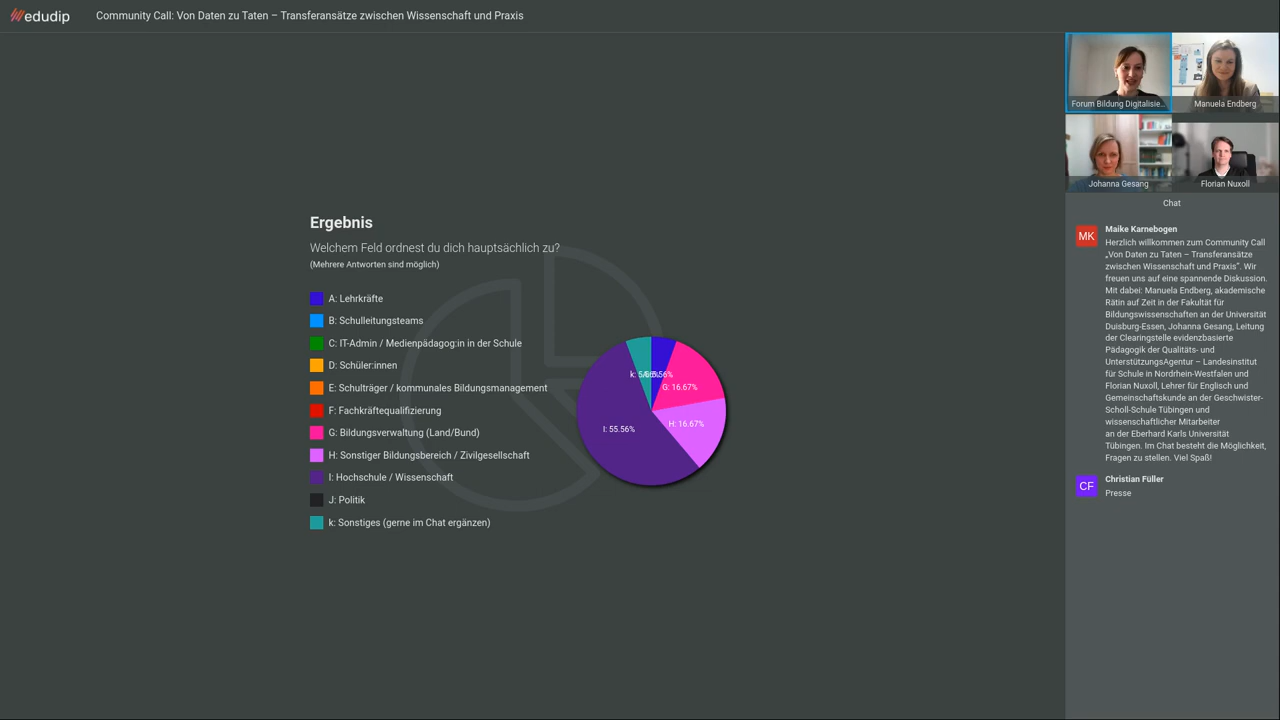 edudip
Community Call: Von Daten zu Taten – Transferansätze zwischen Wissenschaft und Praxis
Forum Bildung Digitalisie...
Manuela Endberg
Johanna Gesang
Florian Nuxoll
Ergebnis
Welchem Feld ordnest du dich hauptsächlich zu?
(Mehrere Antworten sind möglich)
A: Lehrkräfte
B: Schulleitungsteams
C: IT-Admin / Medienpädagog:in in der Schule
D: Schüler:innen
E: Schulträger / kommunales Bildungsmanagement
F: Fachkräftequalifizierung
G: Bildungsverwaltung (Land/Bund)
H: Sonstiger Bildungsbereich / Zivilgesellschaft
I: Hochschule / Wissenschaft
J: Politik
k: Sonstiges (gerne im Chat ergänzen)
G: 16.67%
H: 16.67%
I: 55.56%
Chat
MK
Maike Karnebogen
Herzlich willkommen zum Community Call
„Von Daten zu Taten – Transferansätze
zwischen Wissenschaft und Praxis“. Wir
freuen uns auf eine spannende Diskussion.
Mit dabei: Manuela Endberg, akademische
Rätin auf Zeit in der Fakultät für
Bildungswissenschaften an der Universität
Duisburg-Essen, Johanna Gesang, Leitung
der Clearingstelle evidenzbasierte
Pädagogik der Qualitäts- und
UnterstützungsAgentur – Landesinstitut
für Schule in Nordrhein-Westfalen und
Florian Nuxoll, Lehrer für Englisch und
Gemeinschaftskunde an der Geschwister-
Scholl-Schule Tübingen und
wissenschaftlicher Mitarbeiter
an der Eberhard Karls Universität
Tübingen. Im Chat besteht die Möglichkeit,
Fragen zu stellen. Viel Spaß!
CF
Christian Füller
Presse